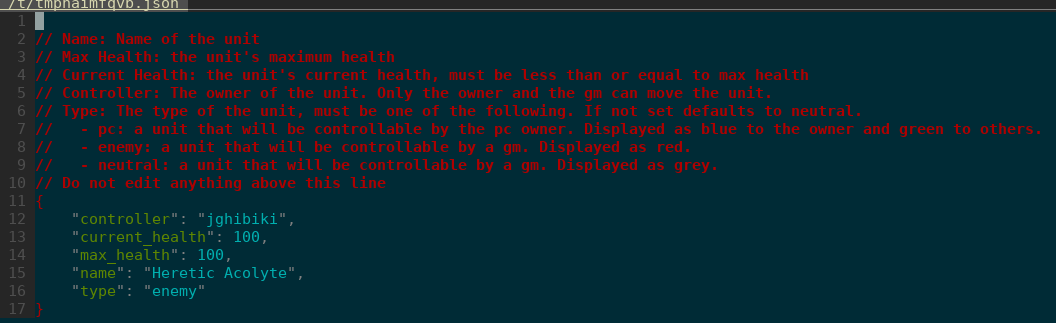 /t/tmphaimfqvb.json
1
2 // Name: Name of the unit
3 // Max Health: the unit's maximum health
4 // Current Health: the unit's current health, must be less than or equal to max health
5 // Controller: The owner of the unit. Only the owner and the gm can move the unit.
6 // Type: The type of the unit, must be one of the following. If not set defaults to neutral.
7 //   - pc: a unit that will be controllable by the pc owner. Displayed as blue to the owner and green to others.
8 //   - enemy: a unit that will be controllable by a gm. Displayed as red.
9 //   - neutral: a unit that will be controllable by a gm. Displayed as grey.
10 // Do not edit anything above this line
11 {
12     "controller": "jghibiki",
13     "current_health": 100,
14     "max_health": 100,
15     "name": "Heretic Acolyte",
16     "type": "enemy"
17 }